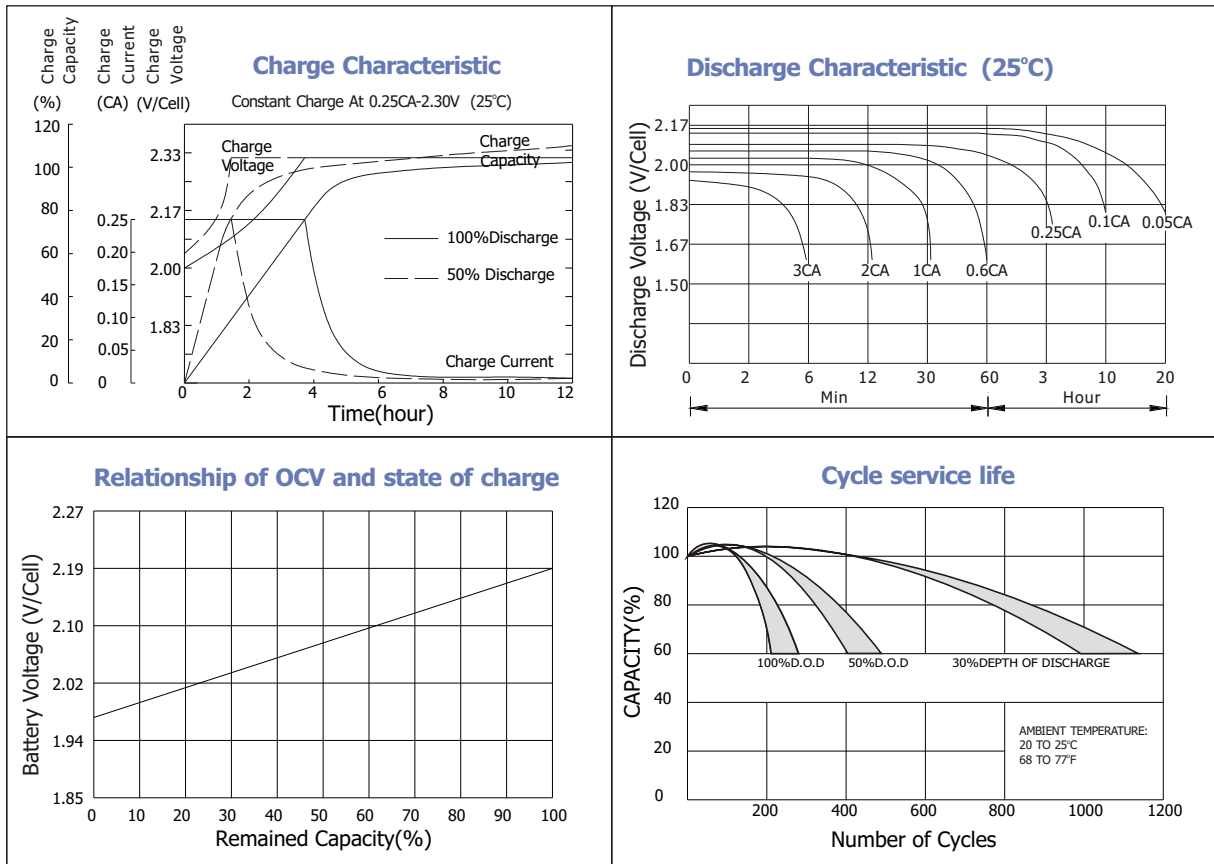 Charge
Capacity
Charge
Current
Charge
Voltage
(%)
(CA)
(V/Cell)
Charge Characteristic
Constant Charge At 0.25CA-2.30V (25°C)
120
100
80
60
40
20
0
0.25
0.20
0.15
0.10
0.05
0
2.33
2.17
2.00
1.83
Charge
Voltage
Charge
Capacity
100%Discharge
50% Discharge
Charge Current
0 2 4 6 8 10 12
Time(hour)
Discharge Characteristic (25°C)
Discharge Voltage (V/Cell)
2.17
2.00
1.83
1.67
1.50
3CA
2CA
1CA
0.6CA
0.25CA
0.1CA
0.05CA
0 2 6 12 30 60 3 10 20
Min
Hour
Relationship of OCV and state of charge
Battery Voltage (V/Cell)
2.27
2.19
2.10
2.02
1.94
1.85
0 10 20 30 40 50 60 70 80 90 100
Remained Capacity(%)
Cycle service life
CAPACITY(%)
120
100
80
60
40
20
0
100%D.O.D
50%D.O.D
30%DEPTH OF DISCHARGE
AMBIENT TEMPERATURE:
20 TO 25°C
68 TO 77°F
200 400 600 800 1000 1200
Number of Cycles